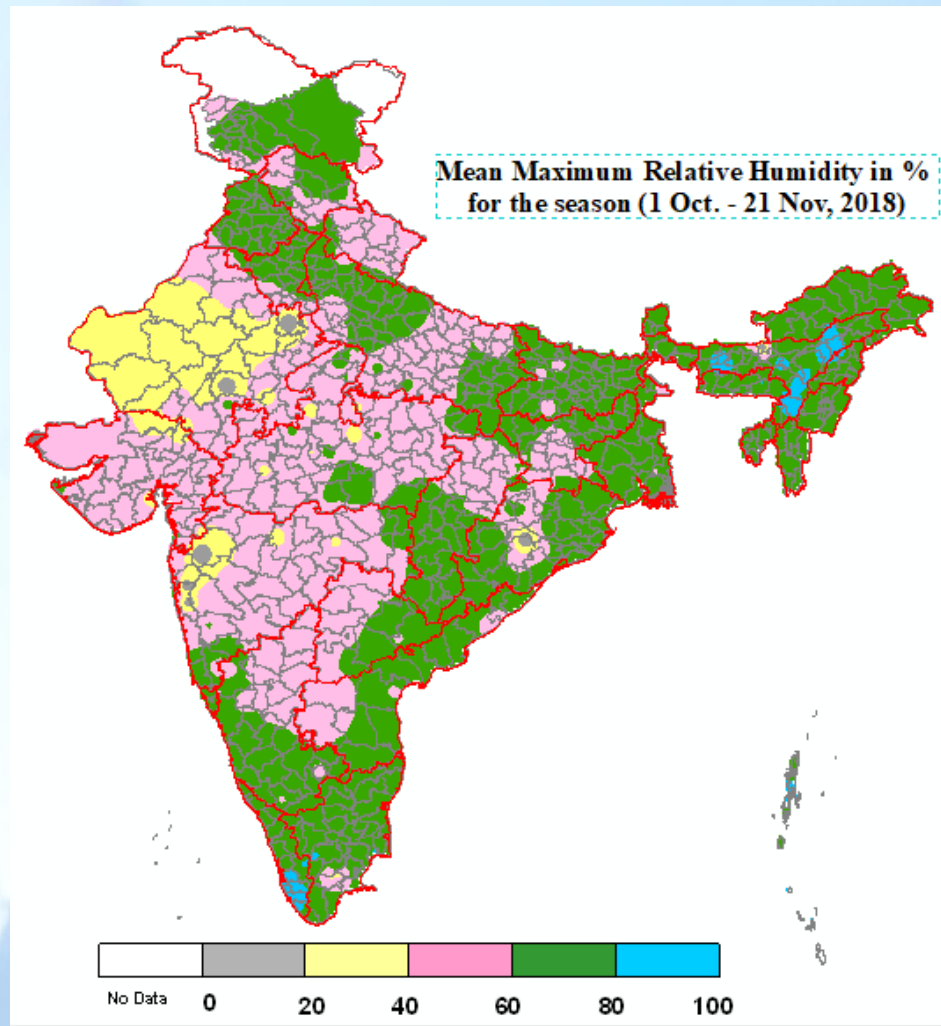 Mean Maximum Relative Humidity in %
for the season (1 Oct. - 21 Nov, 2018)
No Data 0 20 40 60 80 100